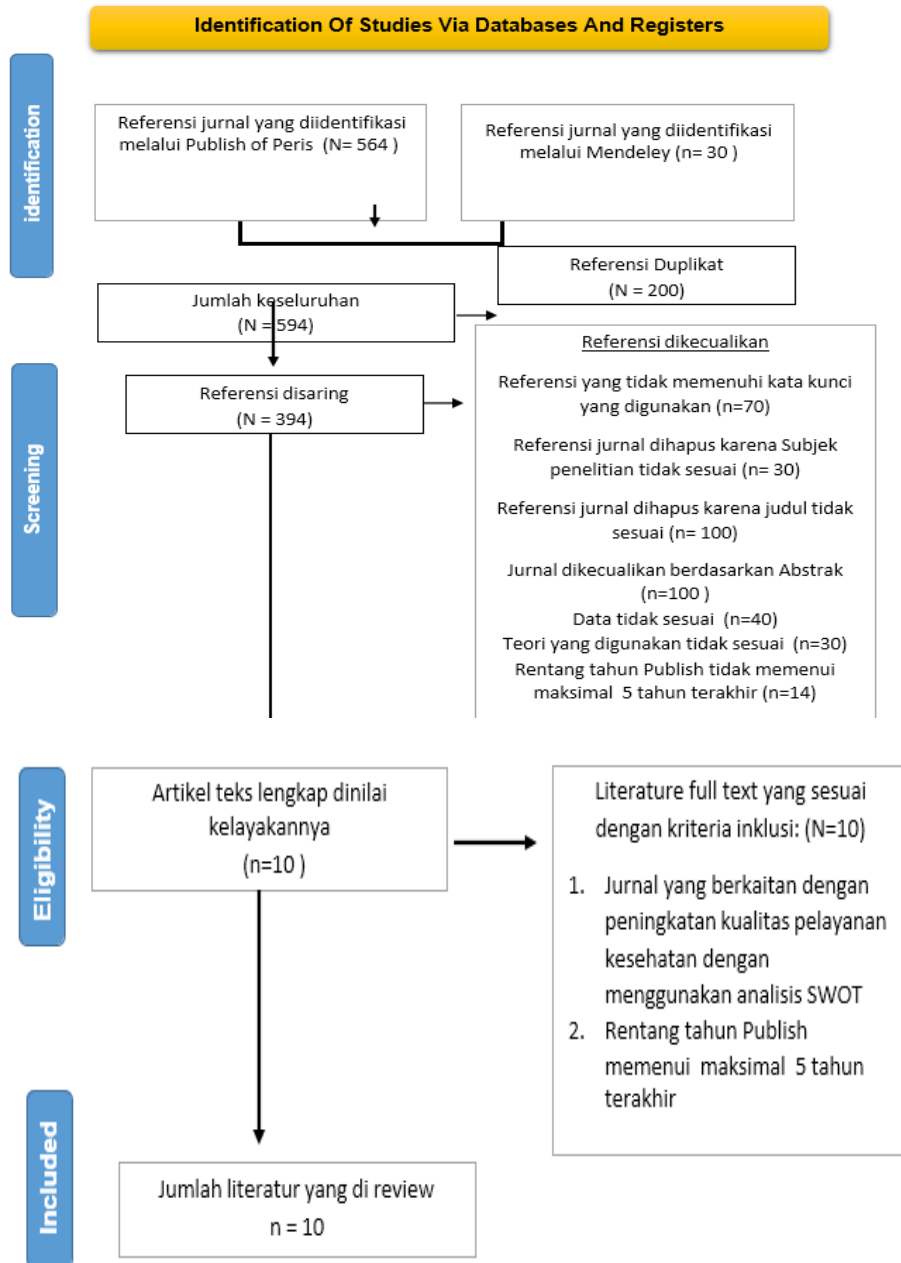 Identification Of Studies Via Databases And Registers
identification
Referensi jurnal yang diidentifikasi
melalui Publish of Peris (N= 564 )
Referensi jurnal yang diidentifikasi
melalui Mendeley (n= 30 )
Referensi Duplikat
(N = 200)
Jumlah keseluruhan
(N = 594)
Screening
Referensi disaring
(N = 394)
Referensi dikecualikan
Referensi yang tidak memenuhi kata kunci
yang digunakan (n=70)
Referensi jurnal dihapus karena Subjek
penelitian tidak sesuai (n= 30)
Referensi jurnal dihapus karena judul tidak
sesuai (n= 100)
Jurnal dikecualikan berdasarkan Abstrak
(n=100 )
Data tidak sesuai (n=40)
Teori yang digunakan tidak sesuai (n=30)
Rentang tahun Publish tidak memenui
maksimal 5 tahun terakhir (n=14)
Eligibility
Artikel teks lengkap dinilai
kelayakannya
(n=10 )
Literature full text yang sesuai
dengan kriteria inklusi: (N=10)
1. Jurnal yang berkaitan dengan
peningkatan kualitas pelayanan
kesehatan dengan
menggunakan analisis SWOT
2. Rentang tahun Publish
memenui maksimal 5 tahun
terakhir
Included
Jumlah literatur yang di review
n = 10